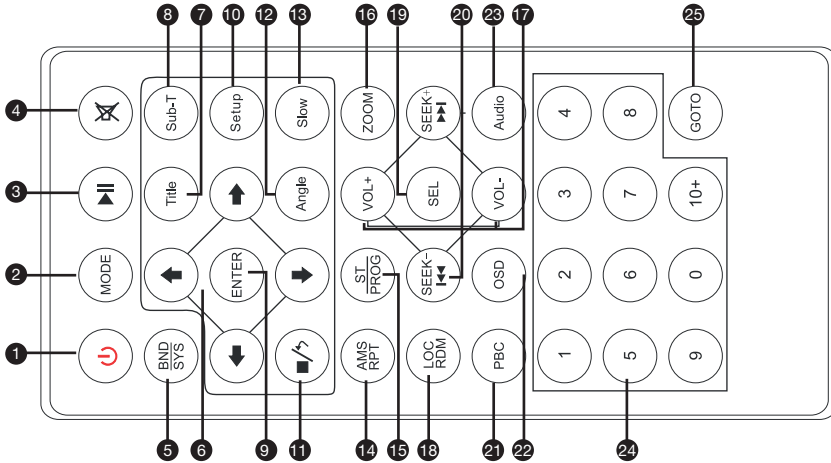 8
7
10
12
13
16
19
20
23
17
25
4
Sub-T
Setup
Slow
ZOOM
SEEK+
Audio
4
8
GOTO
3
Title
Angle
VOL+
SEL
VOL-
3
7
10+
2
MODE
ENTER
ST
PROG
SEEK-
OSD
2
6
0
1
BND
SYS
AMS
RPT
LOC
RDM
PBC
1
5
9
5
6
9
11
14
15
18
21
22
24